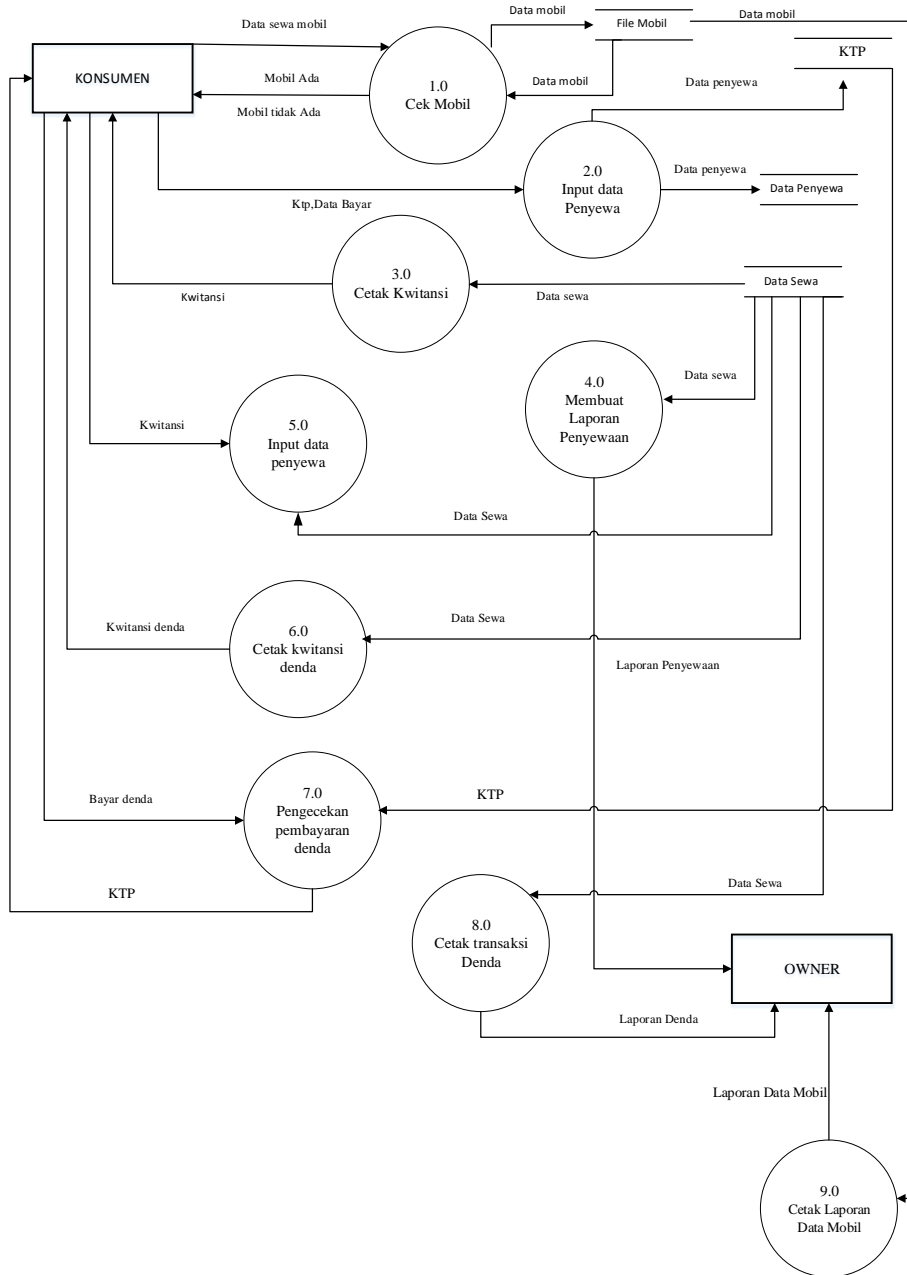 Data sewa mobil
Data mobil
File Mobil
Data mobil
KONSUMEN
Mobil Ada
Mobil tidak Ada
1.0
Cek Mobil
Data mobil
KTP
Data penyewa
2.0
Input data
Penyewa
Data penyewa
Data Penyewa
Ktp,Data Bayar
3.0
Cetak Kwitansi
Kwitansi
Data sewa
Data Sewa
4.0
Membuat
Laporan
Penyewaan
Data sewa
Kwitansi
5.0
Input data
penyewa
Data Sewa
Kwitansi denda
6.0
Cetak kwitansi
denda
Data Sewa
Laporan Penyewaan
Bayar denda
7.0
Pengecekan
pembayaran
denda
KTP
KTP
8.0
Cetak transaksi
Denda
Data Sewa
OWNER
Laporan Denda
Laporan Data Mobil
9.0
Cetak Laporan
Data Mobil